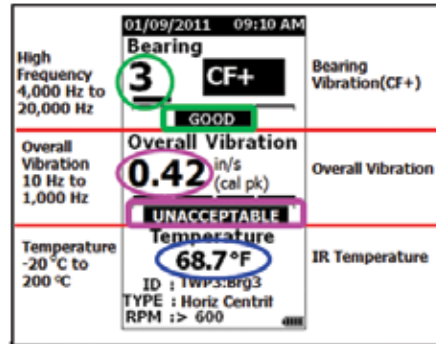 01/09/2011 09:10 AM
High
Frequency
4,000 Hz to
20,000 Hz
Bearing
3 CF+
GOOD
Bearing
Vibration(CF+)
Overall
Vibration
10 Hz to
1,000 Hz
Overall Vibration
0.42 in/s
(cal pk)
UNACCEPTABLE
Overall Vibration
Temperature
-20 °C to
200 °C
Temperature
68.7°F
IR Temperature
ID : TWP3:Brg3
TYPE : Horiz Centrif
RPM :> 600